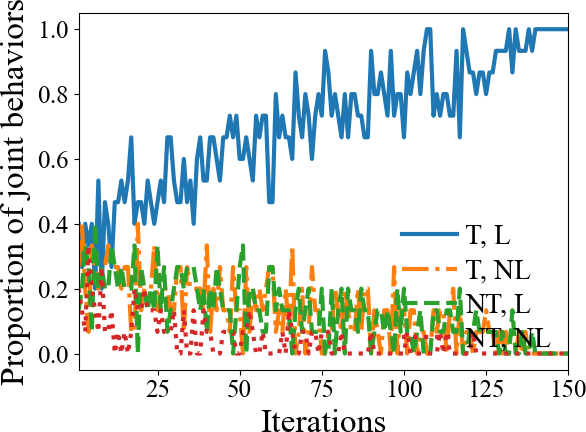 Proportion of joint behaviors
1.0
0.8
0.6
0.4
0.2
0.0
T, L
T, NL
NT, L
NT, NL
25
50
75
100
125
150
Iterations